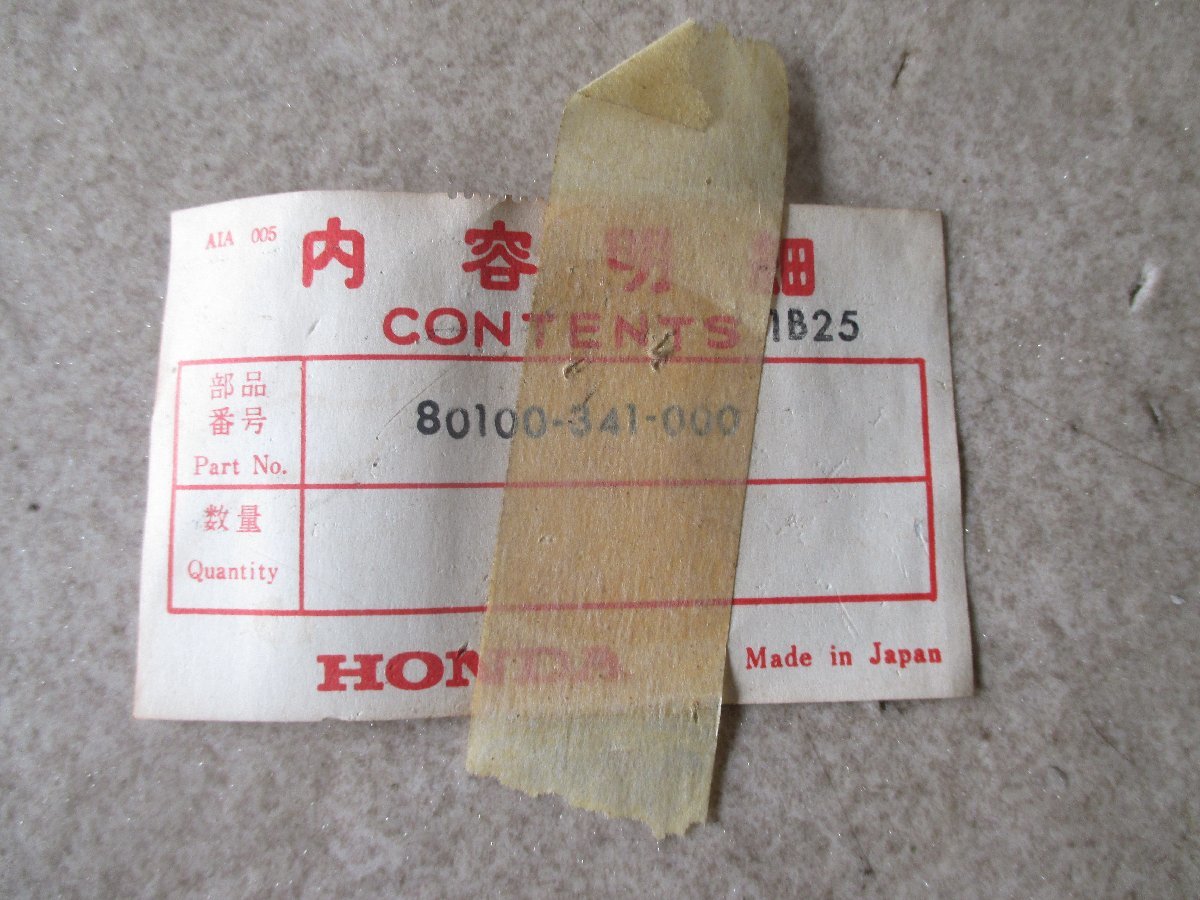 AIA 005
内容明細
CONTENTS 1B25
部品
番号
Part No.
80100-341-000
数量
Quantity
HONDA
Made in Japan